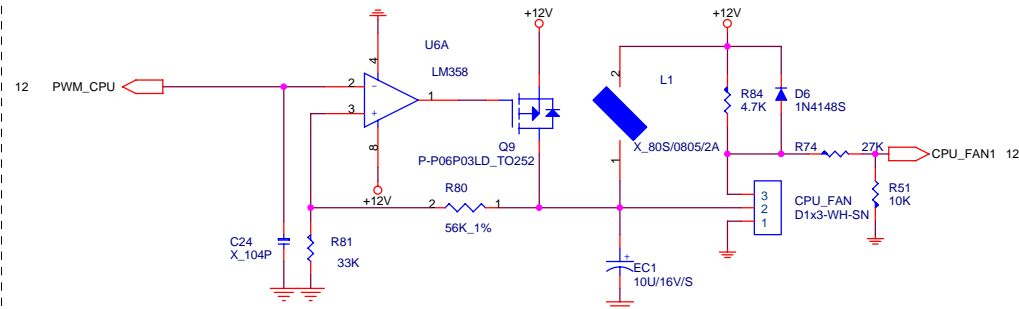 +12V
+12V
U6A
LM358
4
12 PWM_CPU
2
1
3
8
+12V
Q9
P-P06P03LD_TO252
2
L1
X_80S/0805/2A
1
R84
4.7K
D6
1N4148S
R74 27K
CPU_FAN1 12
R51
10K
3
2
1
CPU_FAN
D1x3-WH-SN
2 R80 1
56K_1%
C24
X_104P
R81
33K
EC1
10U/16V/S
+